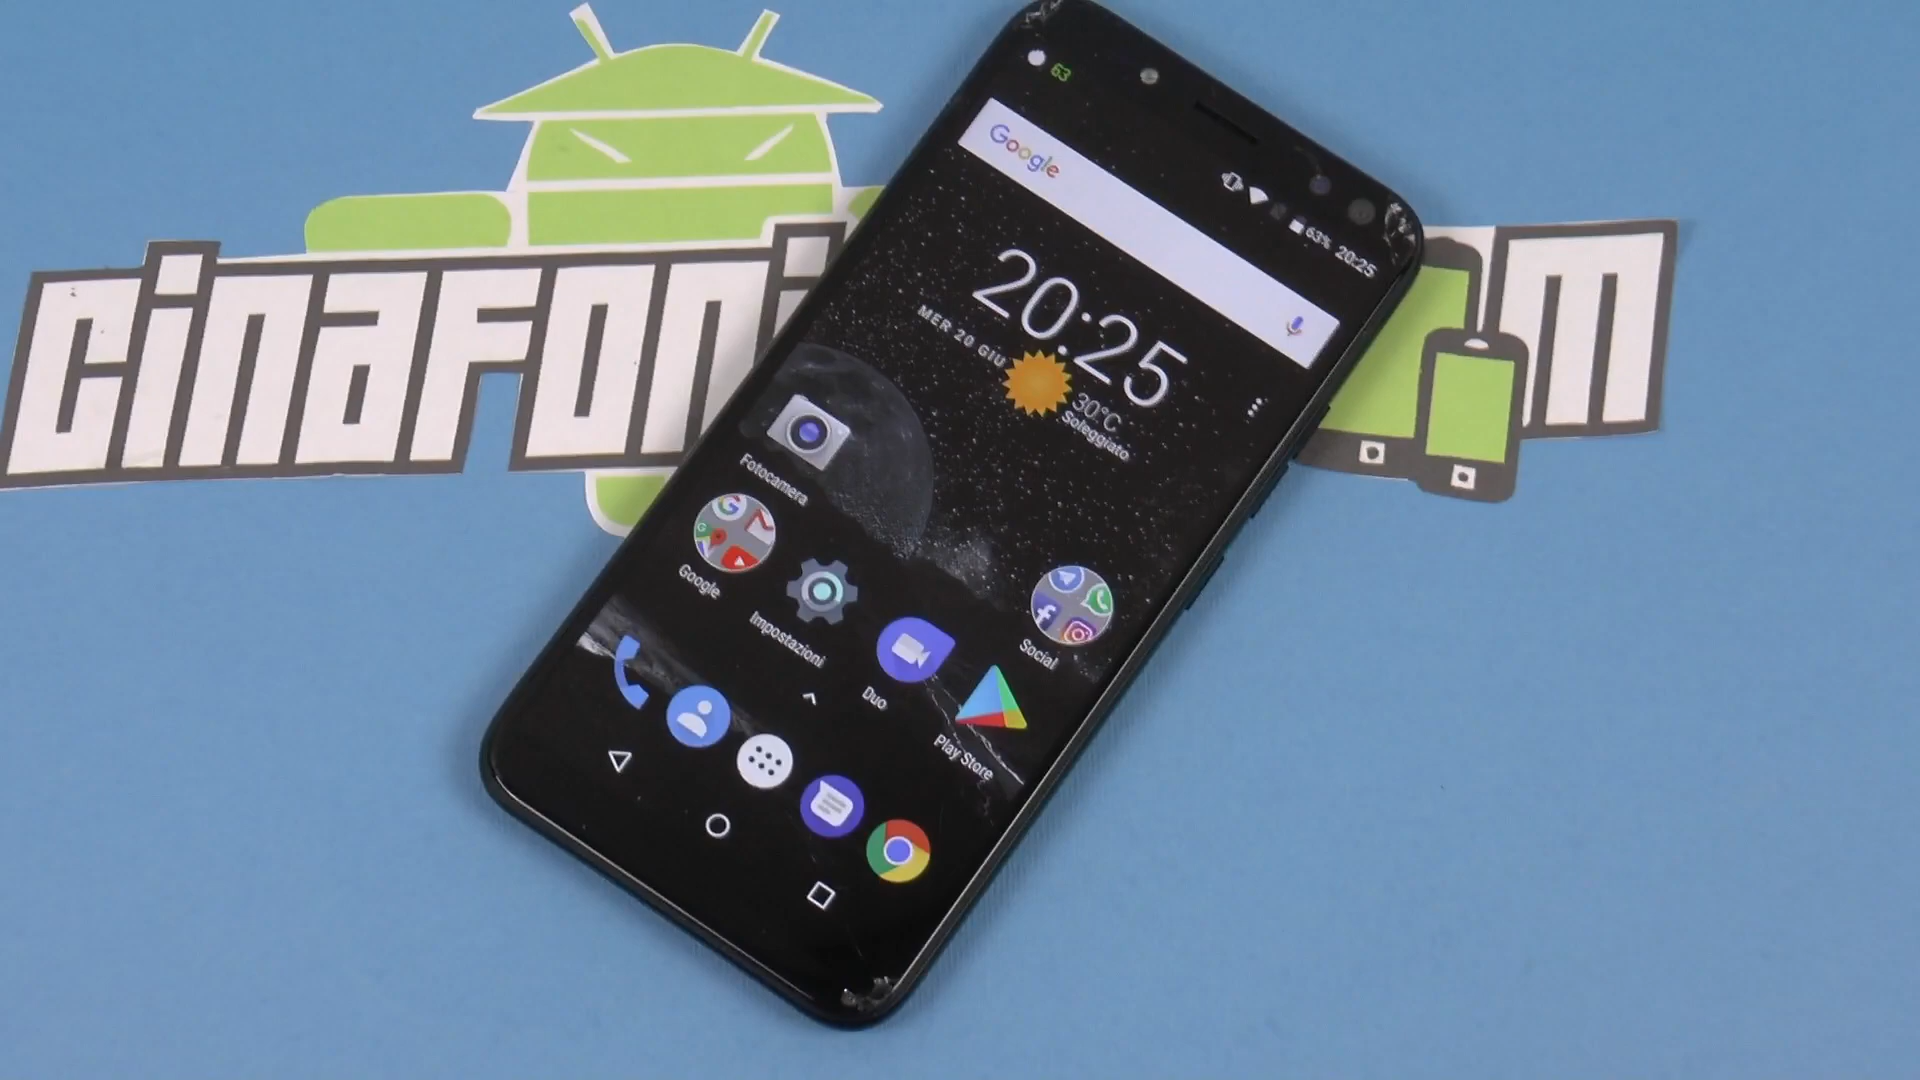 CINAFONI
M
63
Google
63% 20:25
20:25
MER 20 GIU
30°C
Soleggiato
Fotocamera
Google
Impostazioni
Duo
Social
Play Store